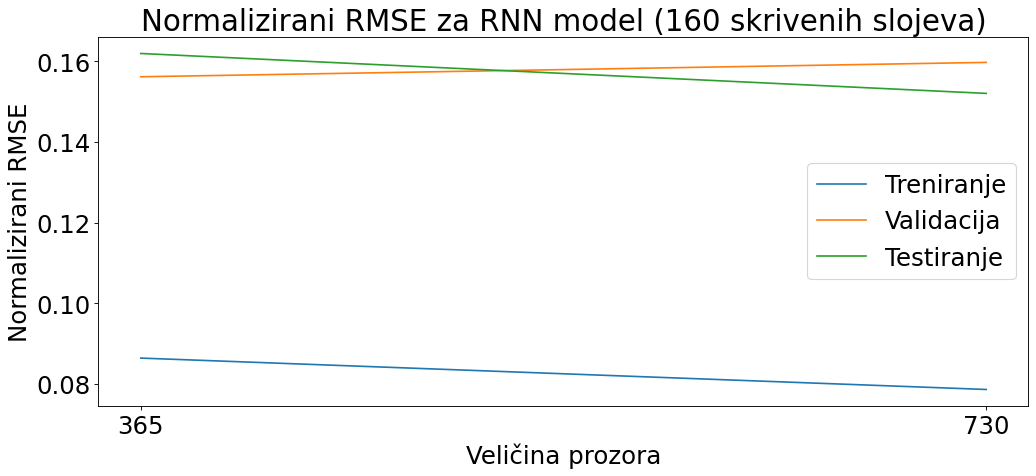 Normalizirani RMSE za RNN model (160 skrivenih slojeva)
Normalizirani RMSE
0.16
0.14
0.12
0.10
0.08
Treniranje
Validacija
Testiranje
365
730
Veličina prozora